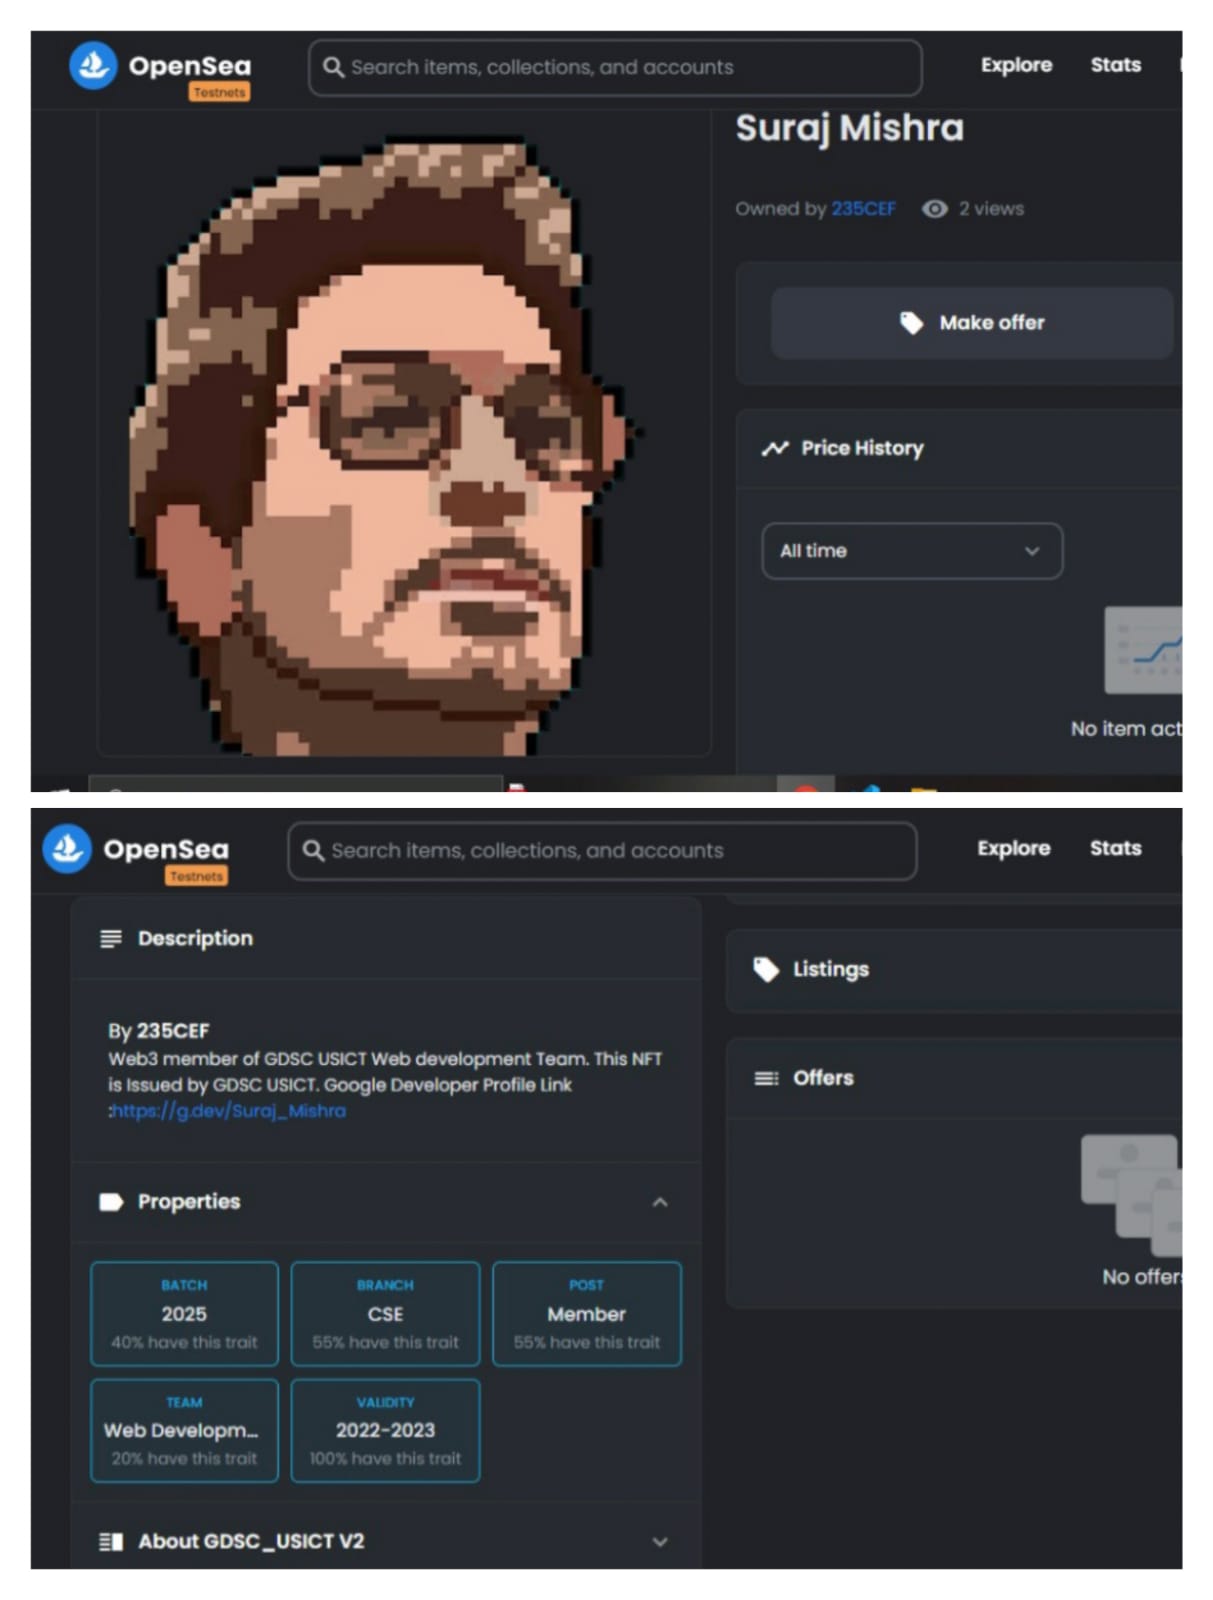 OpenSea
Testnets
Search items, collections, and accounts
Explore
Stats
Suraj Mishra
Owned by 235CEF
2 views
Make offer
Price History
All time
No item act
OpenSea
Testnets
Search items, collections, and accounts
Explore
Stats
Description
By 235CEF
Web3 member of GDSC USICT Web development Team. This NFT
is Issued by GDSC USICT. Google Developer Profile Link
:https://g.dev/Suraj_Mishra
Properties
BATCH
2025
40% have this trait
BRANCH
CSE
55% have this trait
POST
Member
55% have this trait
TEAM
Web Developm...
20% have this trait
VALIDITY
2022-2023
100% have this trait
About GDSC_USICT V2
Listings
Offers
No offers